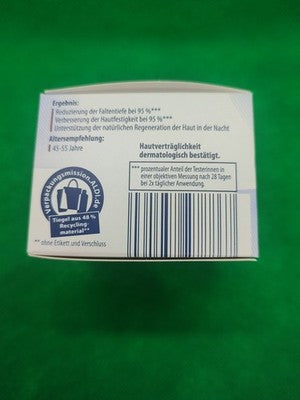 Ergebnis:
Reduzierung der Faltentiefe bei 95 %***
Verbesserung der Hautfestigkeit bei 95 %***
Unterstützung der natürlichen Regeneration der Haut in der Nacht
Altersempfehlung:
45-55 Jahre
Hautverträglichkeit
dermatologisch bestätigt.
*** prozentualer Anteil der Testerinnen in
einer objektiven Messung nach 28 Tagen
bei 2x täglicher Anwendung.
Verpackungsmission.ALDI.de
Tiegel aus 48 %
Recycling
material**
** ohne Etikett und Verschluss